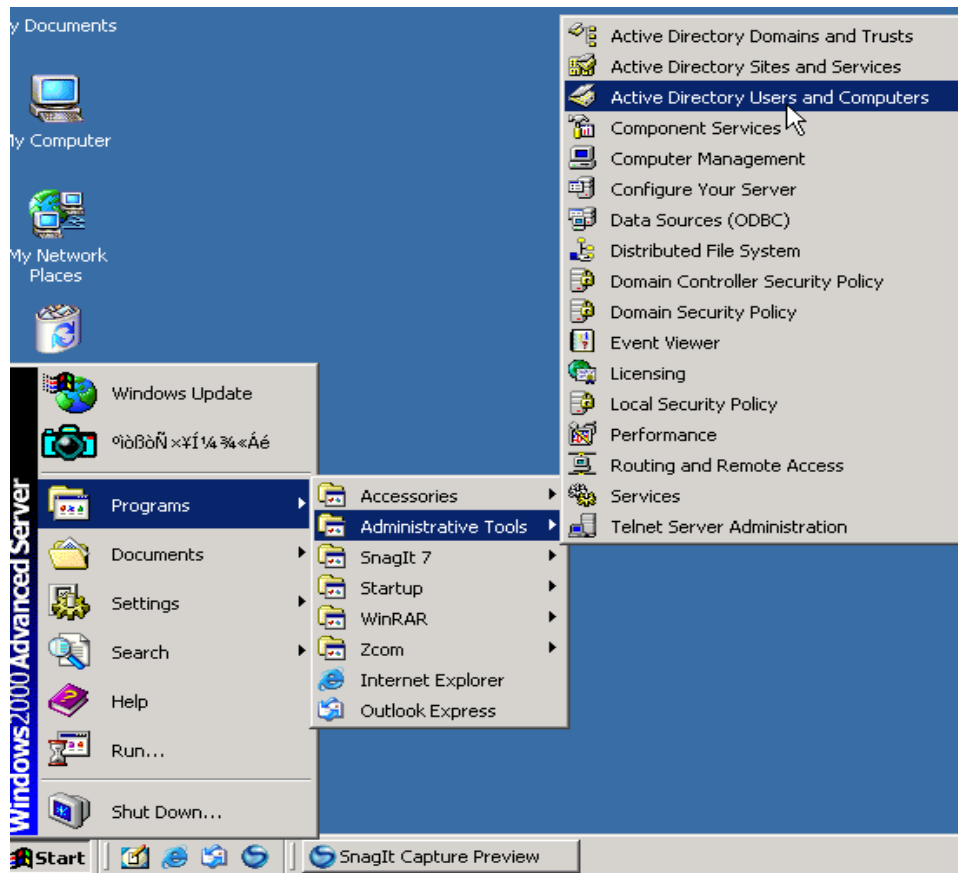 y Documents
My Computer
My Network
Places
Windows Update
ºìòßòÑ×¥Í¼¾«Áé
Programs
Documents
Settings
Search
Help
Run...
Shut Down...
Windows2000 Advanced Server
Accessories
Administrative Tools
SnagIt 7
Startup
WinRAR
Zcom
Internet Explorer
Outlook Express
Active Directory Domains and Trusts
Active Directory Sites and Services
Active Directory Users and Computers
Component Services
Computer Management
Configure Your Server
Data Sources (ODBC)
Distributed File System
Domain Controller Security Policy
Domain Security Policy
Event Viewer
Licensing
Local Security Policy
Performance
Routing and Remote Access
Services
Telnet Server Administration
Start
SnagIt Capture Preview